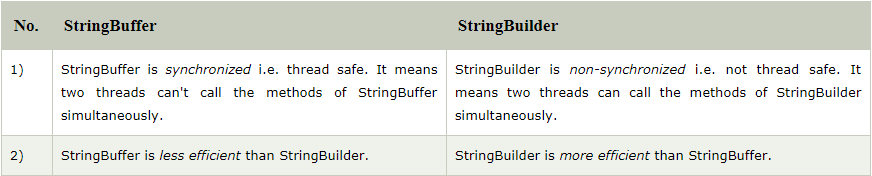 No. StringBuffer StringBuilder
1) StringBuffer is synchronized i.e. thread safe. It means
two threads can't call the methods of StringBuffer
simultaneously.
StringBuilder is non-synchronized i.e. not thread safe. It
means two threads can call the methods of StringBuilder
simultaneously.
2) StringBuffer is less efficient than StringBuilder. StringBuilder is more efficient than StringBuffer.